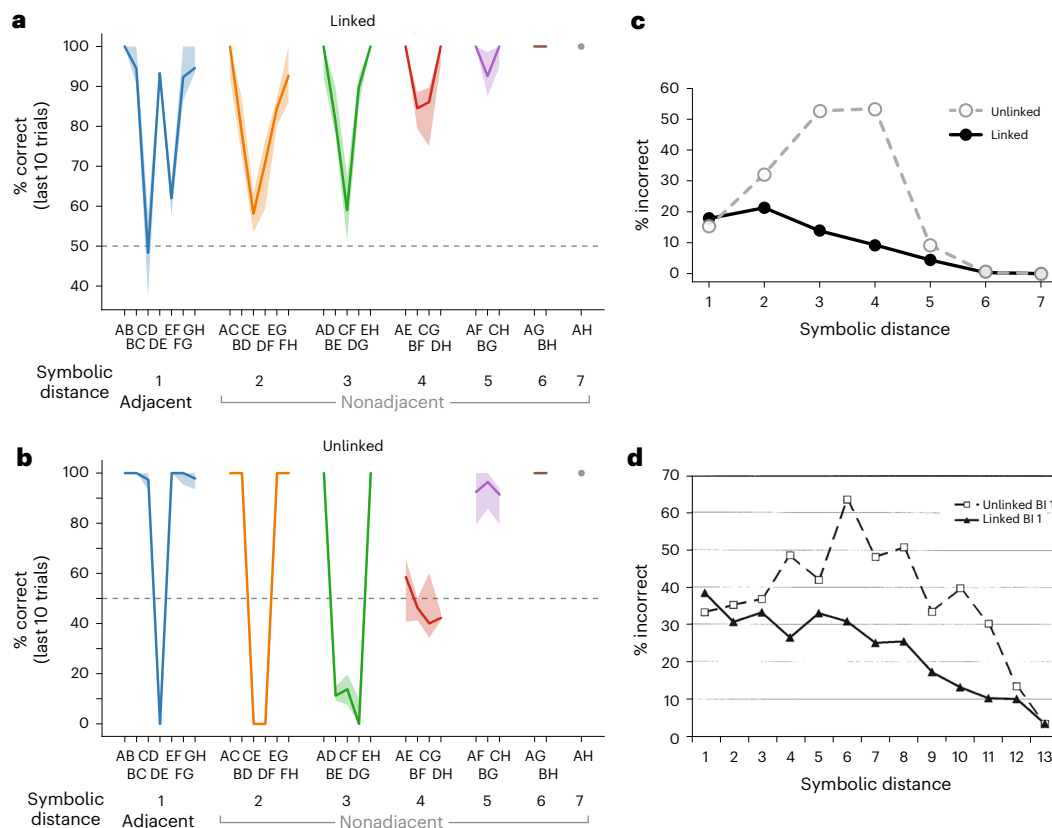 a
Linked
% correct
(last 10 trials)
100
90
80
70
60
50
40
AB CD EF GH
BC DE FG
AC CE EG
BD DF FH
AD CF EH
BE DG
AE CG
BF DH
AF CH
BG
AG
BH
AH
Symbolic
distance
1 2 3 4 5 6 7
Adjacent
Nonadjacent
b
Unlinked
% correct
(last 10 trials)
100
80
60
40
20
0
AB CD EF GH
BC DE FG
AC CE EG
BD DF FH
AD CF EH
BE DG
AE CG
BF DH
AF CH
BG
AG
BH
AH
Symbolic
distance
1 2 3 4 5 6 7
Adjacent
Nonadjacent
c
% incorrect
60
50
40
30
20
10
0
Unlinked
Linked
1 2 3 4 5 6 7
Symbolic distance
d
% incorrect
70
60
50
40
30
20
10
0
Unlinked BI 1
Linked BI 1
1 2 3 4 5 6 7 8 9 10 11 12 13
Symbolic distance